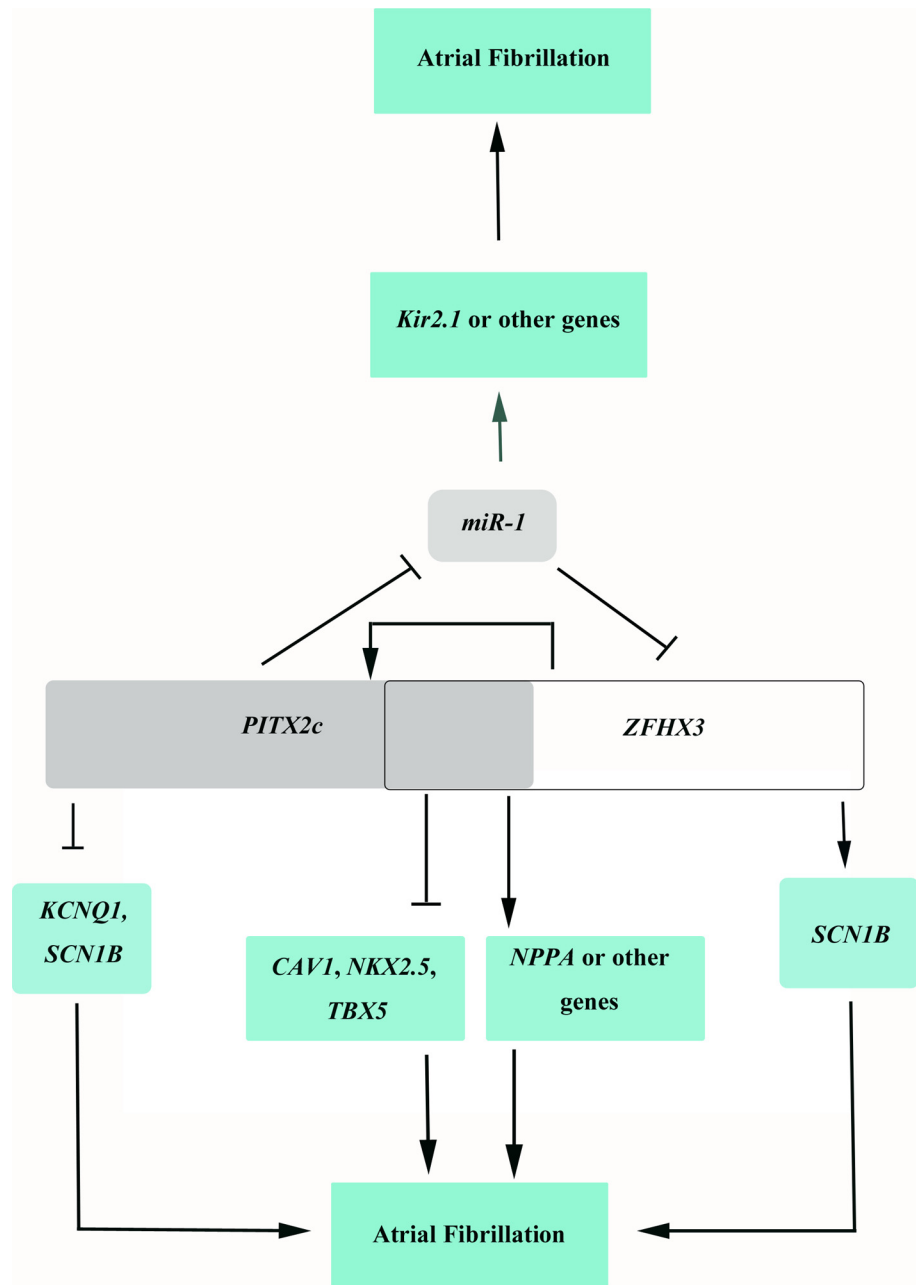 Atrial Fibrillation
Kir2.1 or other genes
miR-1
PITX2c
ZFHX3
KCNQ1,
SCN1B
CAV1, NKX2.5,
TBX5
NPPA or other
genes
SCN1B
Atrial Fibrillation